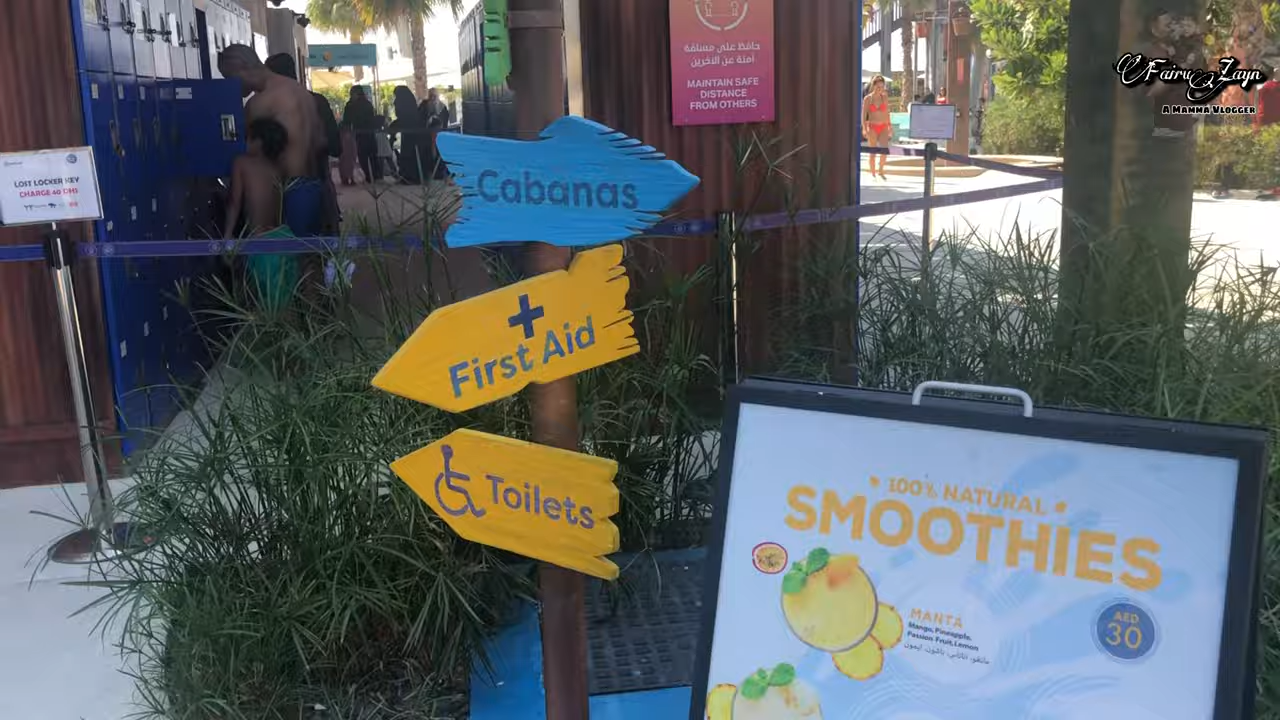 حافظ على مسافة
آمنة عن الآخرين
MAINTAIN SAFE
DISTANCE
FROM OTHERS
Fairy Zayn
A MAMMA VLOGGER
LOST LOCKER KEY
CHARGE 40 DHS
Cabanas
First Aid
Toilets
100% NATURAL
SMOOTHIES
MANTA
Mango, Pineapple,
Passion Fruit, Lemon
AED
30